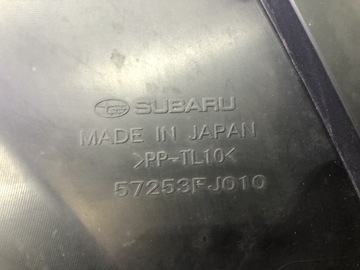 SUBARU
MADE IN JAPAN
>PP-TL10<
57253FJ010